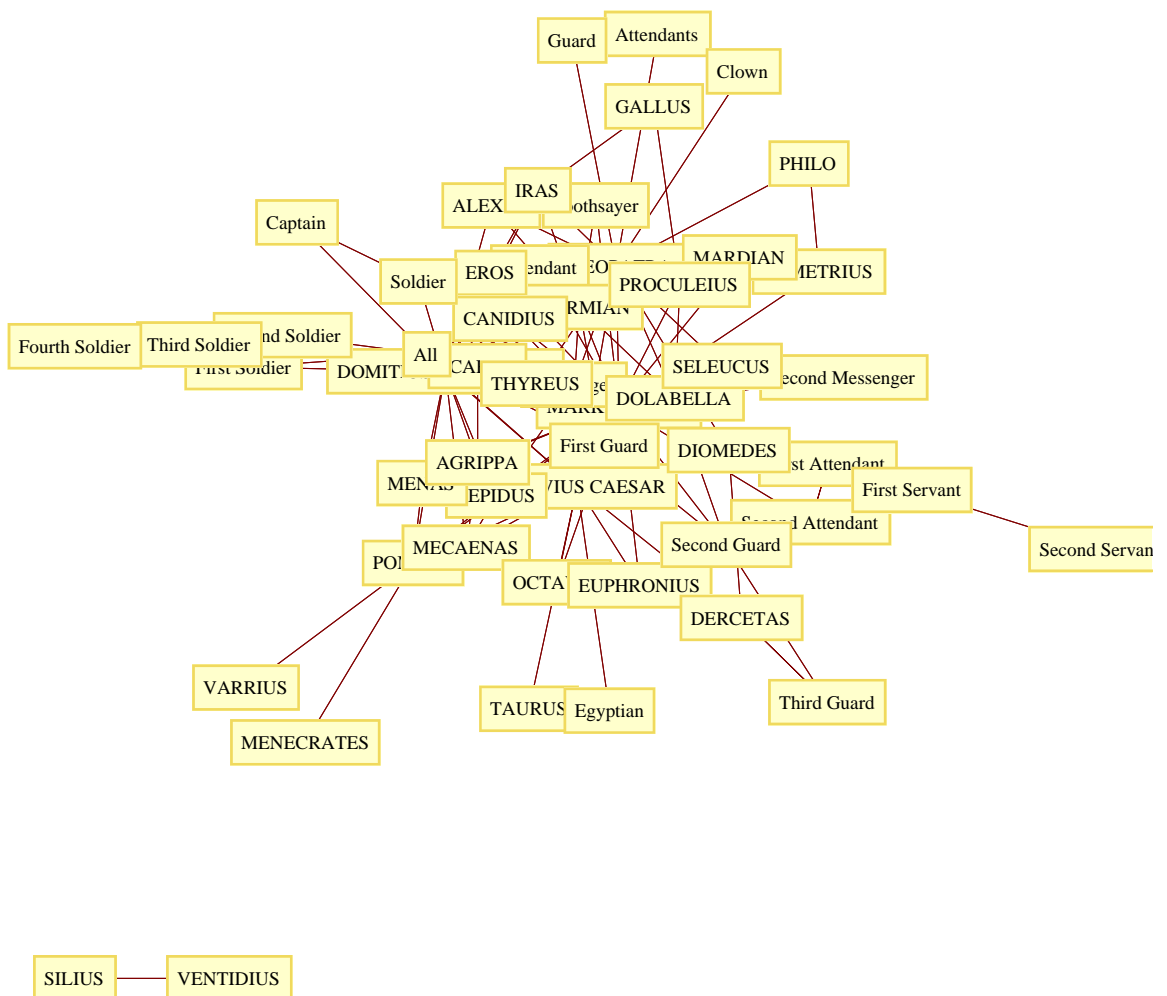 Attendants
Guard
Clown
GALLUS
PHILO
IRAS
ALEX
othsayer
Captain
MARDIAN
EROS
endant
METRIUS
Soldier
PROCULEIUS
CANIDIUS
RMIAN
nd Soldier
Third Soldier
Fourth Soldier
All
First Soldier
DOMIT
CA
SELEUCUS
THYREUS
econd Messenger
DOLABELLA
MARK
First Guard
DIOMEDES
AGRIPPA
st Attendant
MENAS
EPIDUS
VIUS CAESAR
First Servant
Second Attendant
Second Guard
MECAENAS
Second Servan
PO
OCTA
EUPHRONIUS
DERCETAS
VARRIUS
Third Guard
TAURUS
Egyptian
MENECRATES
SILIUS
VENTIDIUS